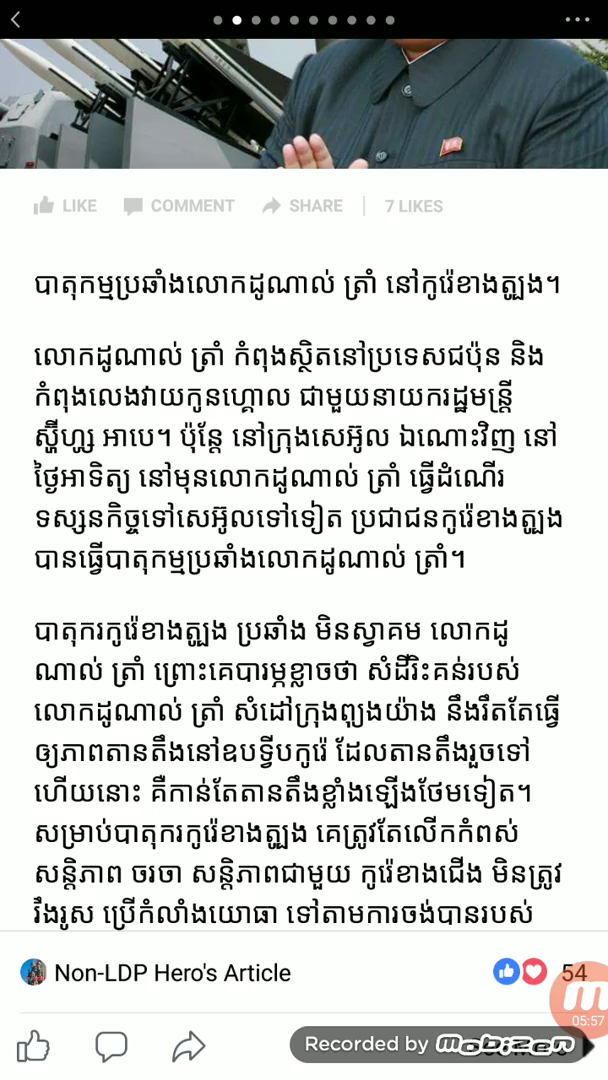 LIKE COMMENT SHARE 7 LIKES
បាតុកម្មប្រឆាំងលោកដូណាល់ ត្រាំ នៅកូរ៉េខាងត្បូង។
លោកដូណាល់ ត្រាំ កំពុងស្ថិតនៅប្រទេសជប៉ុន និង
កំពុងលេងវាយកូនហ្គោល ជាមួយនាយករដ្ឋមន្ត្រី
ស្ហ៊ីហ្ស អាបេ។ ប៉ុន្តែ នៅក្រុងសេអ៊ូល ឯណោះវិញ នៅ
ថ្ងៃអាទិត្យ នៅមុនលោកដូណាល់ ត្រាំ ធ្វើដំណើរ
ទស្សនកិច្ចទៅសេអ៊ូលទៅទៀត ប្រជាជនកូរ៉េខាងត្បូង
បានធ្វើបាតុកម្មប្រឆាំងលោកដូណាល់ ត្រាំ។
បាតុករកូរ៉េខាងត្បូង ប្រឆាំង មិនស្វាគម លោកដូ
ណាល់ ត្រាំ ព្រោះគេបារម្ភខ្លាចថា សំដីរិះគន់របស់
លោកដូណាល់ ត្រាំ សំដៅក្រុងព្យុងយ៉ាង នឹងរឹតតែធ្វើ
ឲ្យភាពតានតឹងនៅឧបទ្វីបកូរ៉េ ដែលតានតឹងរួចទៅ
ហើយនោះ គឺកាន់តែតានតឹងខ្លាំងឡើងថែមទៀត។
សម្រាប់បាតុករកូរ៉េខាងត្បូង គេត្រូវតែលើកកំពស់
សន្តិភាព ចរចា សន្តិភាពជាមួយ កូរ៉េខាងជើង មិនត្រូវ
រឹងរូស ប្រើកំលាំងយោធា ទៅតាមការចង់បានរបស់
Non-LDP Hero's Article 54
05:57
Recorded by mobizen